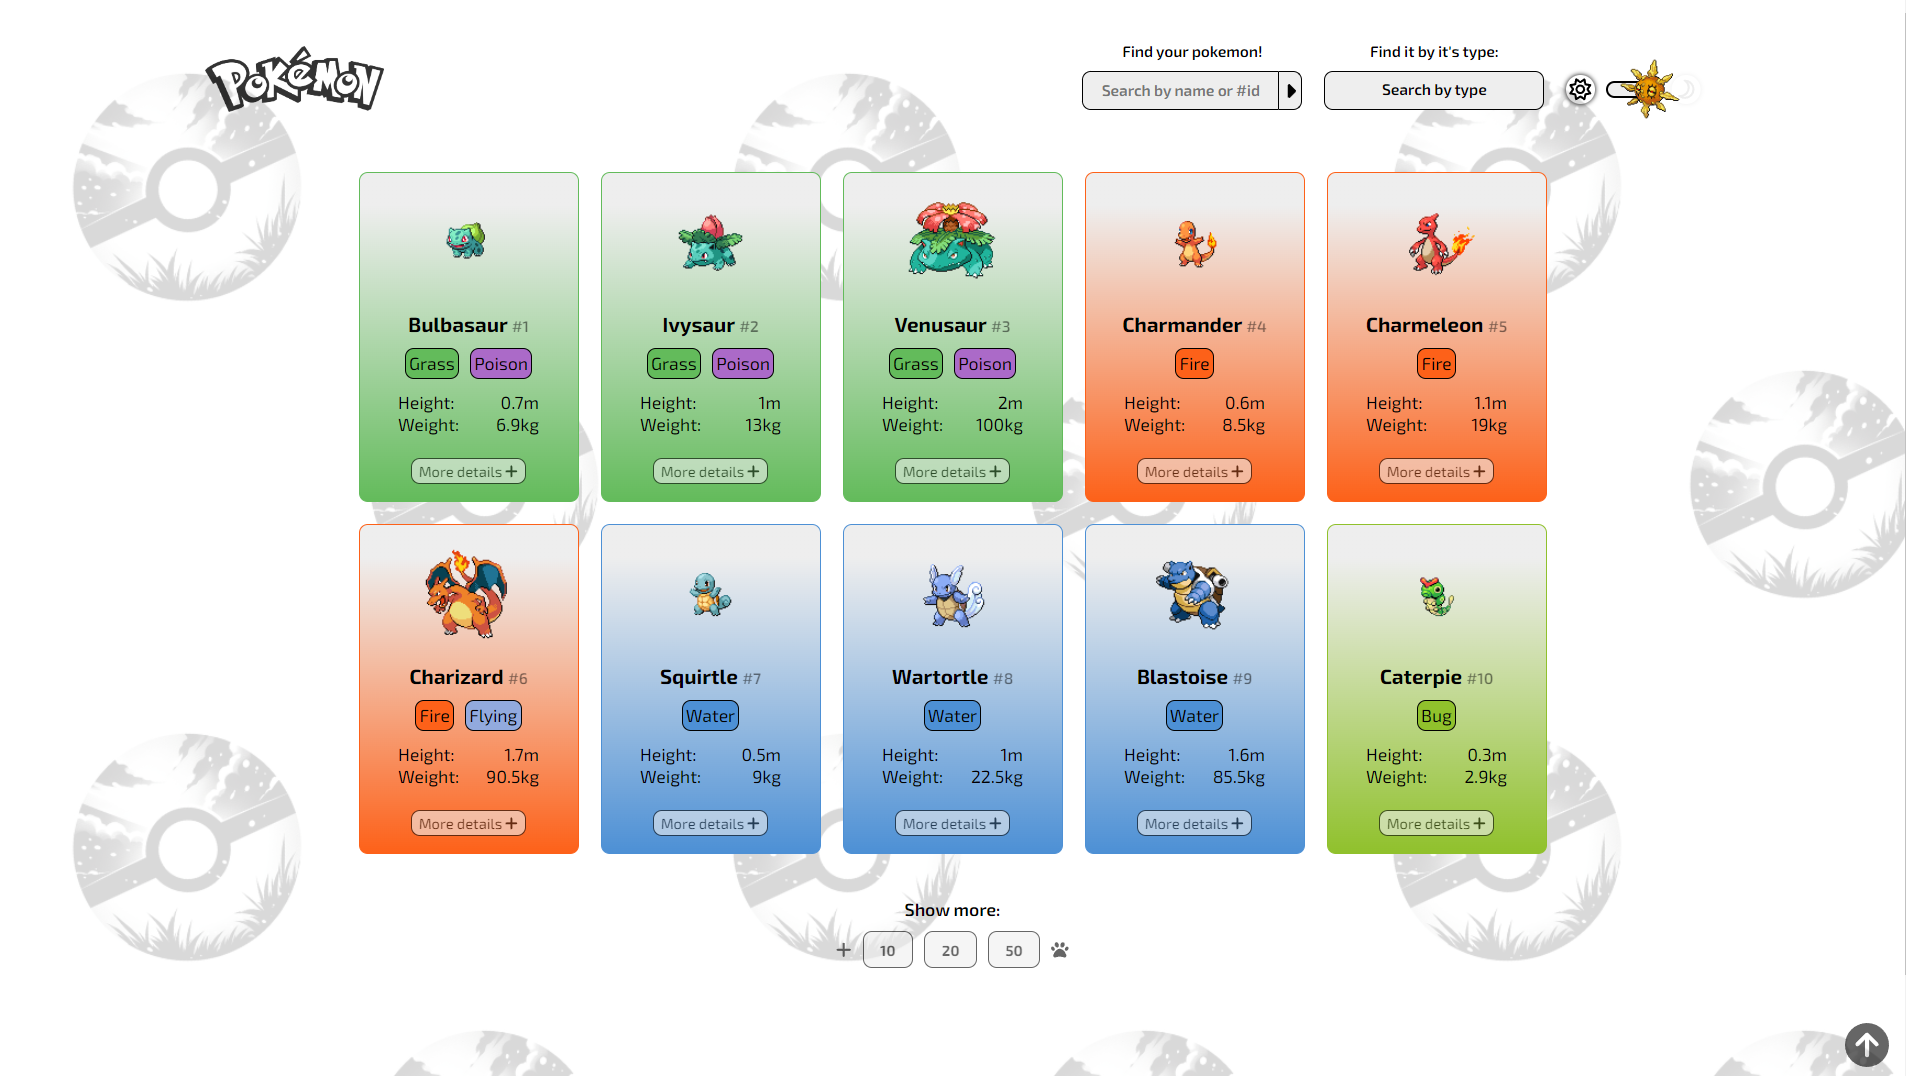 POKéMON
Find your pokemon!
Search by name or #id
Find it by it's type:
Search by type
Bulbasaur #1
Grass Poison
Height: 0.7m
Weight: 6.9kg
More details
Ivysaur #2
Grass Poison
Height: 1m
Weight: 13kg
More details
Venusaur #3
Grass Poison
Height: 2m
Weight: 100kg
More details
Charmander #4
Fire
Height: 0.6m
Weight: 8.5kg
More details
Charmeleon #5
Fire
Height: 1.1m
Weight: 19kg
More details
Charizard #6
Fire Flying
Height: 1.7m
Weight: 90.5kg
More details
Squirtle #7
Water
Height: 0.5m
Weight: 9kg
More details
Wartortle #8
Water
Height: 1m
Weight: 22.5kg
More details
Blastoise #9
Water
Height: 1.6m
Weight: 85.5kg
More details
Caterpie #10
Bug
Height: 0.3m
Weight: 2.9kg
More details
Show more:
10 20 50